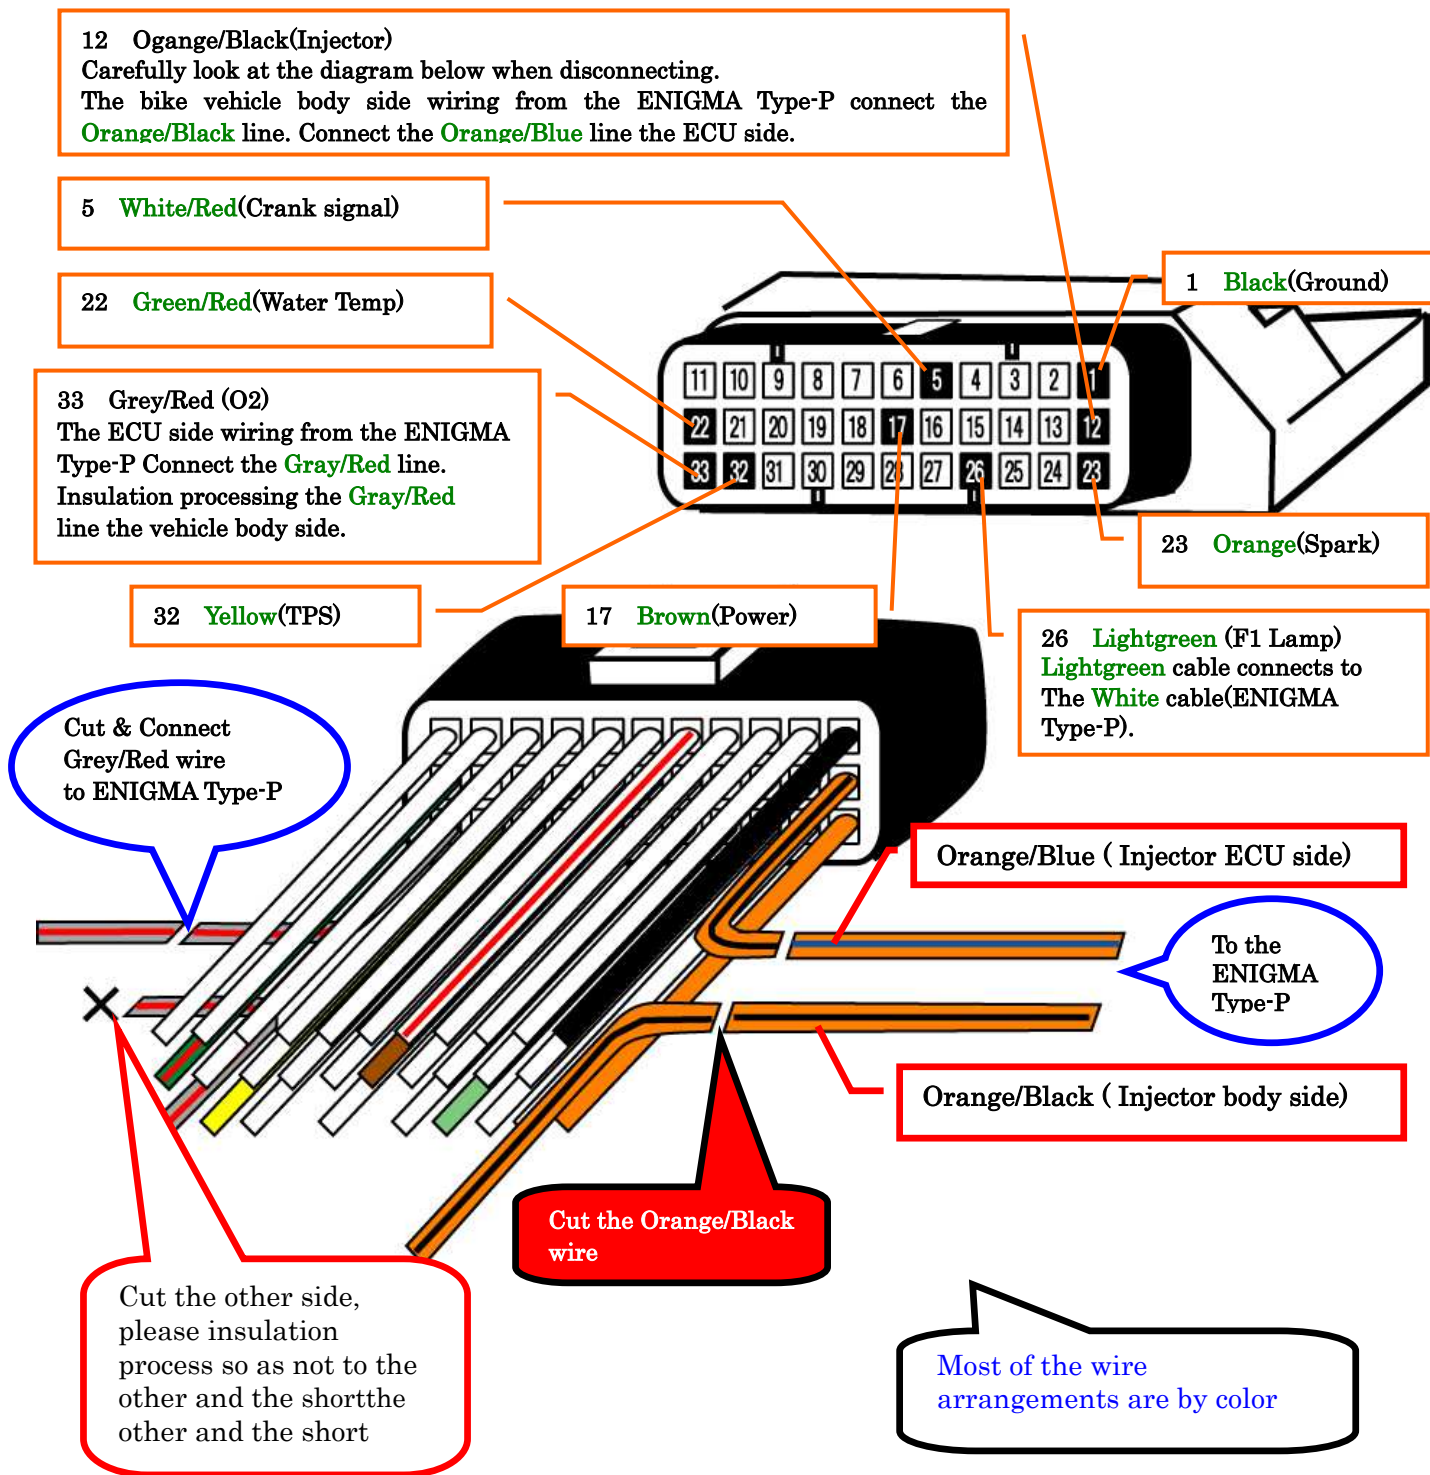 12 Ogange/Black(Injector)
Carefully look at the diagram below when disconnecting.
The bike vehicle body side wiring from the ENIGMA Type-P connect the
Orange/Black line. Connect the Orange/Blue line the ECU side.
5 White/Red(Crank signal)
1 Black(Ground)
22 Green/Red(Water Temp)
33 Grey/Red (O2)
The ECU side wiring from the ENIGMA
Type-P Connect the Gray/Red line.
Insulation processing the Gray/Red
line the vehicle body side.
11 10 9 8 7 6 5 4 3 2 1
22 21 20 19 18 17 16 15 14 13 12
33 32 31 30 29 28 27 26 25 24 23
23 Orange(Spark)
32 Yellow(TPS)
17 Brown(Power)
26 Lightgreen (F1 Lamp)
Lightgreen cable connects to
The White cable(ENIGMA
Type-P).
Cut & Connect
Grey/Red wire
to ENIGMA Type-P
Orange/Blue ( Injector ECU side)
To the
ENIGMA
Type-P
Orange/Black ( Injector body side)
Cut the Orange/Black
wire
Cut the other side,
please insulation
process so as not to the
other and the shortthe
other and the short
Most of the wire
arrangements are by color